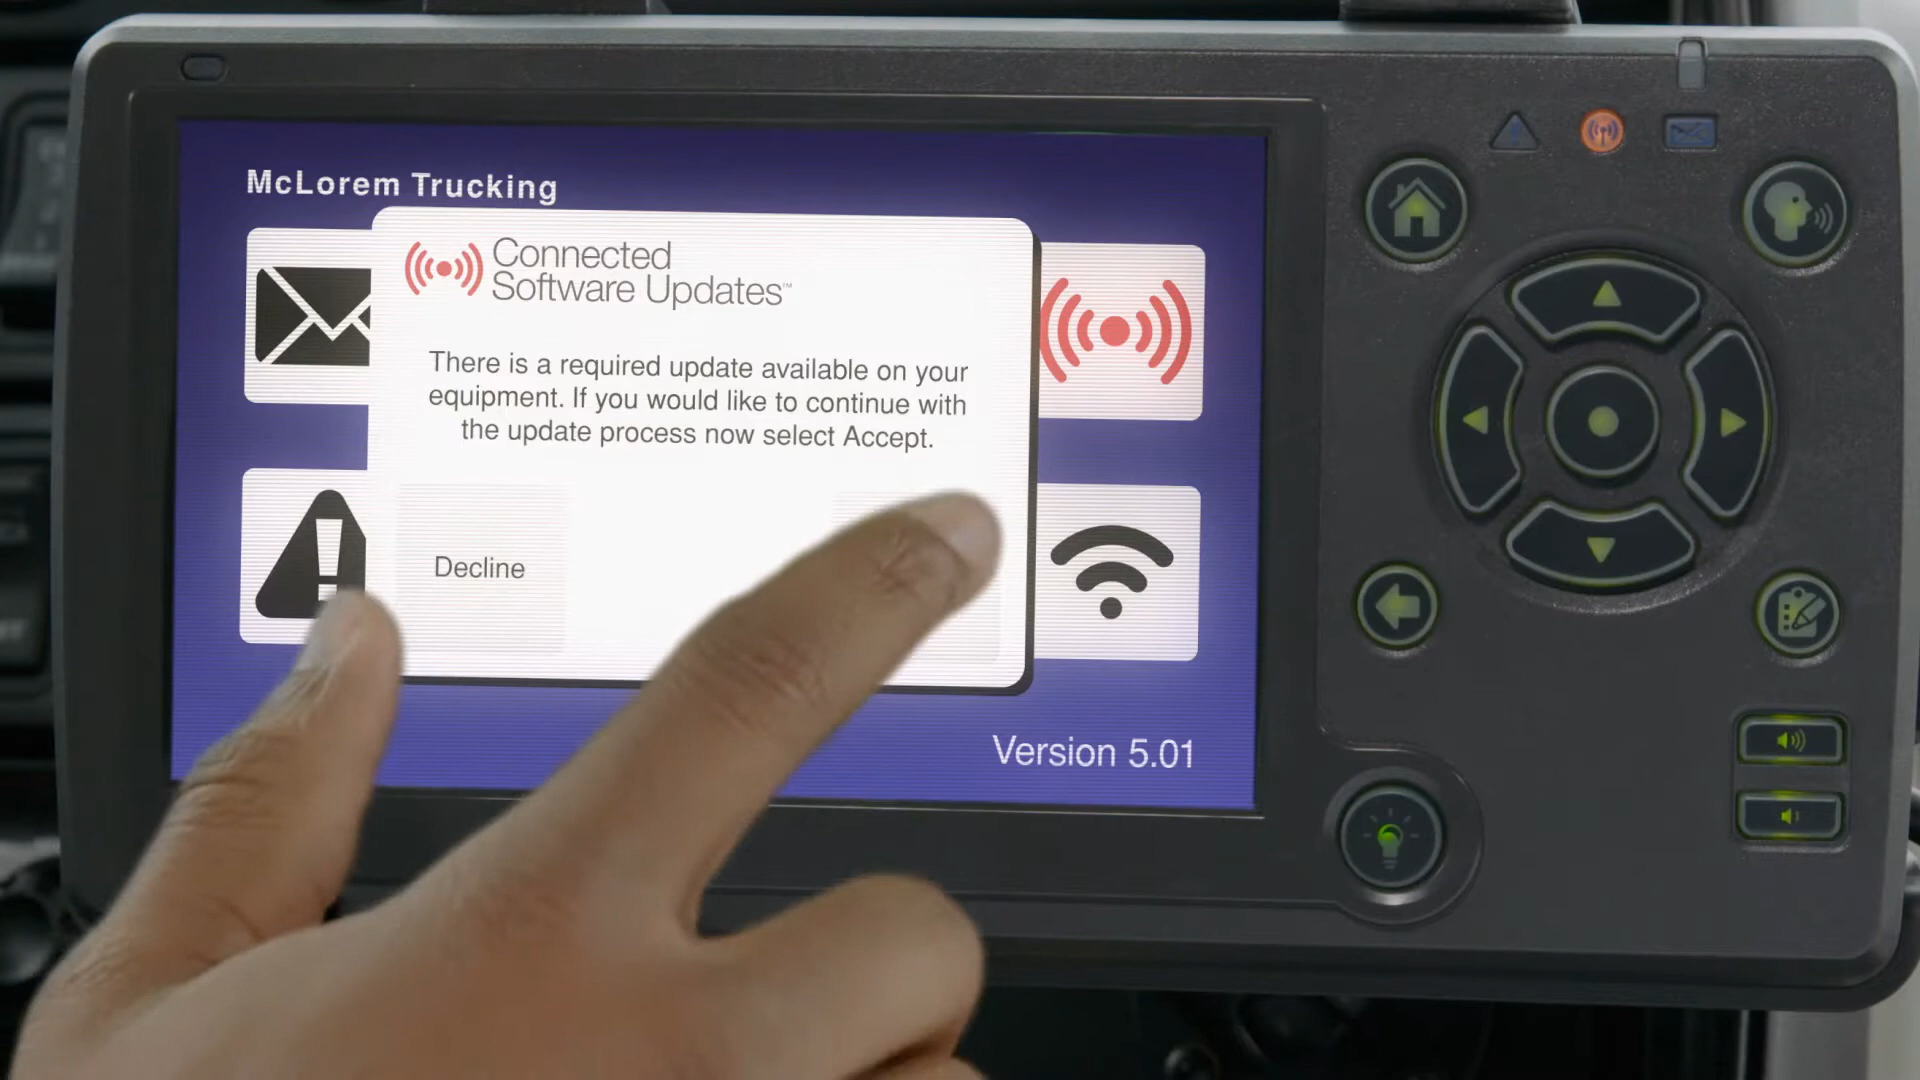 McLorem Trucking
Connected
Software Updates™
There is a required update available on your
equipment. If you would like to continue with
the update process now select Accept.
Decline
Version 5.01